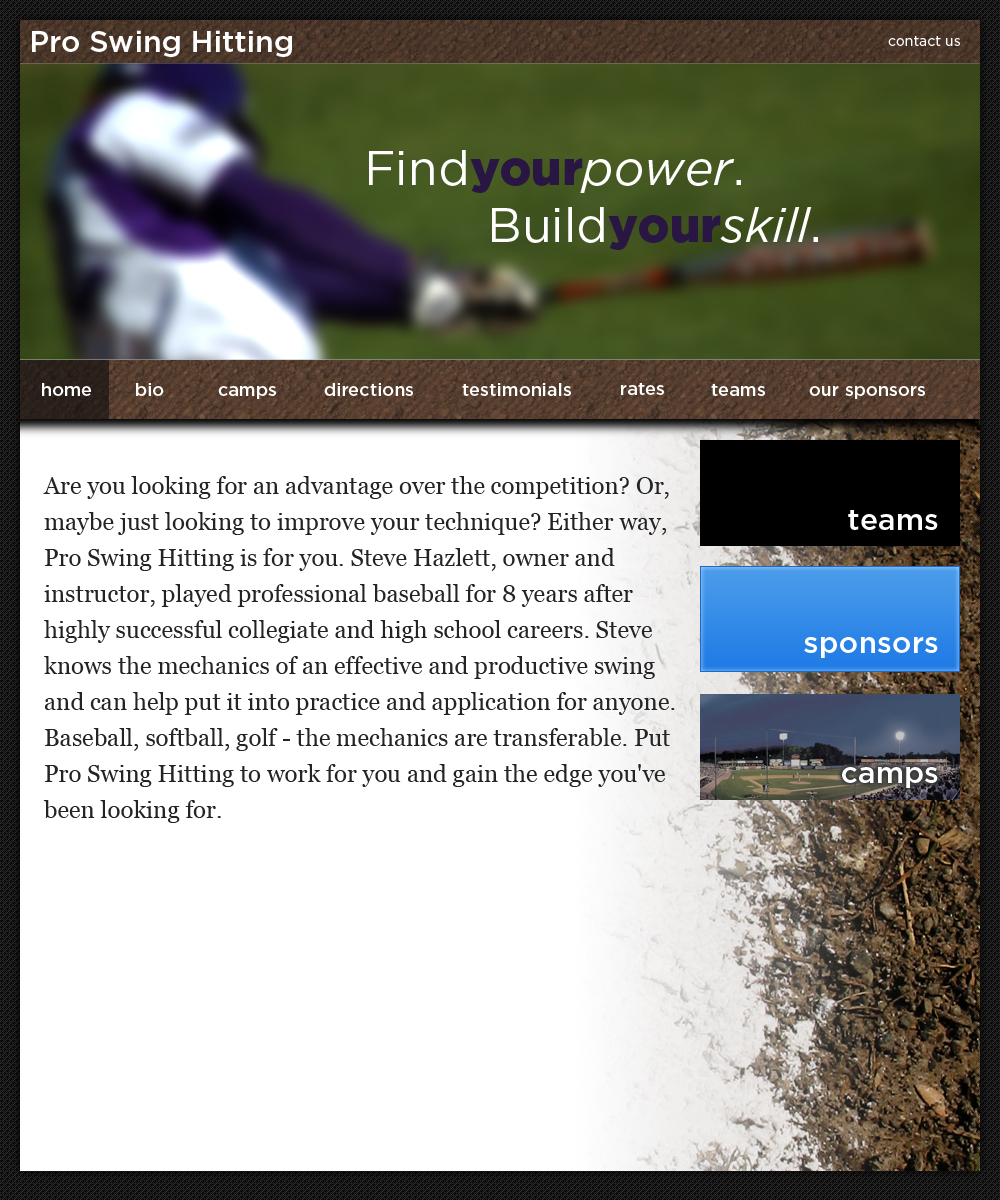 Pro Swing Hitting
contact us
Findyourpower.
Buildyourskill.
home bio camps directions testimonials rates teams our sponsors
Are you looking for an advantage over the competition? Or,
maybe just looking to improve your technique? Either way,
Pro Swing Hitting is for you. Steve Hazlett, owner and
instructor, played professional baseball for 8 years after
highly successful collegiate and high school careers. Steve
knows the mechanics of an effective and productive swing
and can help put it into practice and application for anyone.
Baseball, softball, golf - the mechanics are transferable. Put
Pro Swing Hitting to work for you and gain the edge you've
been looking for.
teams
sponsors
camps